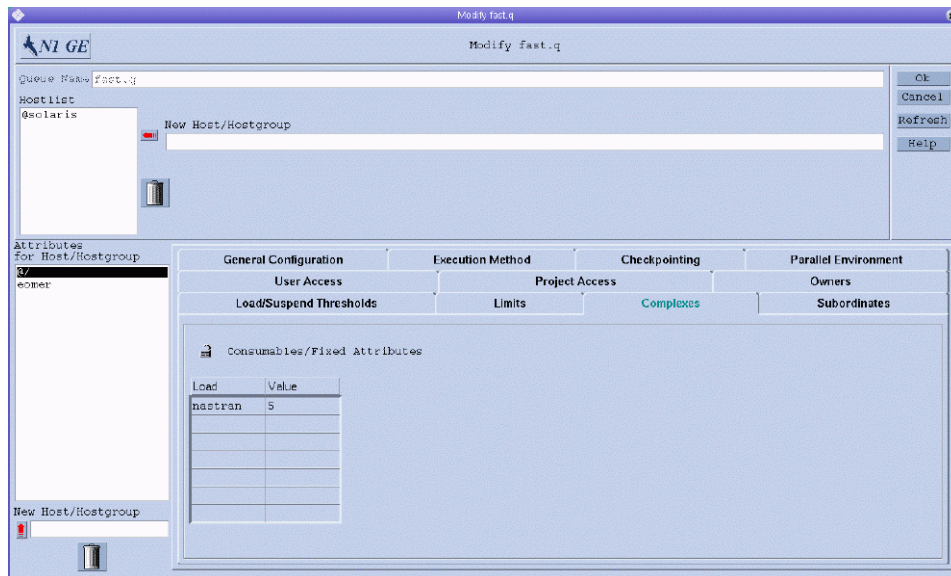 Modify fast.q
N1 GE
Modify fast.q
Queue Name fast.q
Ok
Hostlist
Cancel
@solaris
Refresh
New Host/Hostgroup
Help
Attributes
for Host/Hostgroup
@/
eomer
General Configuration Execution Method Checkpointing Parallel Environment
User Access Project Access Owners
Load/Suspend Thresholds Limits Complexes Subordinates
Consumables/Fixed Attributes
Load Value
nastran 5
New Host/Hostgroup